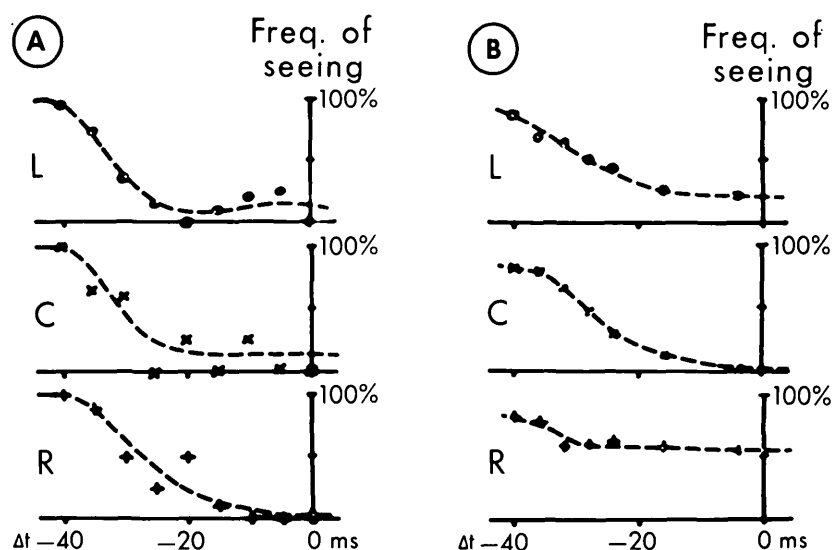 A
Freq. of
seeing
100%
L
100%
C
100%
R
Δt −40
−20
0 ms
B
Freq. of
seeing
100%
L
100%
C
100%
R
Δt −40
−20
0 ms